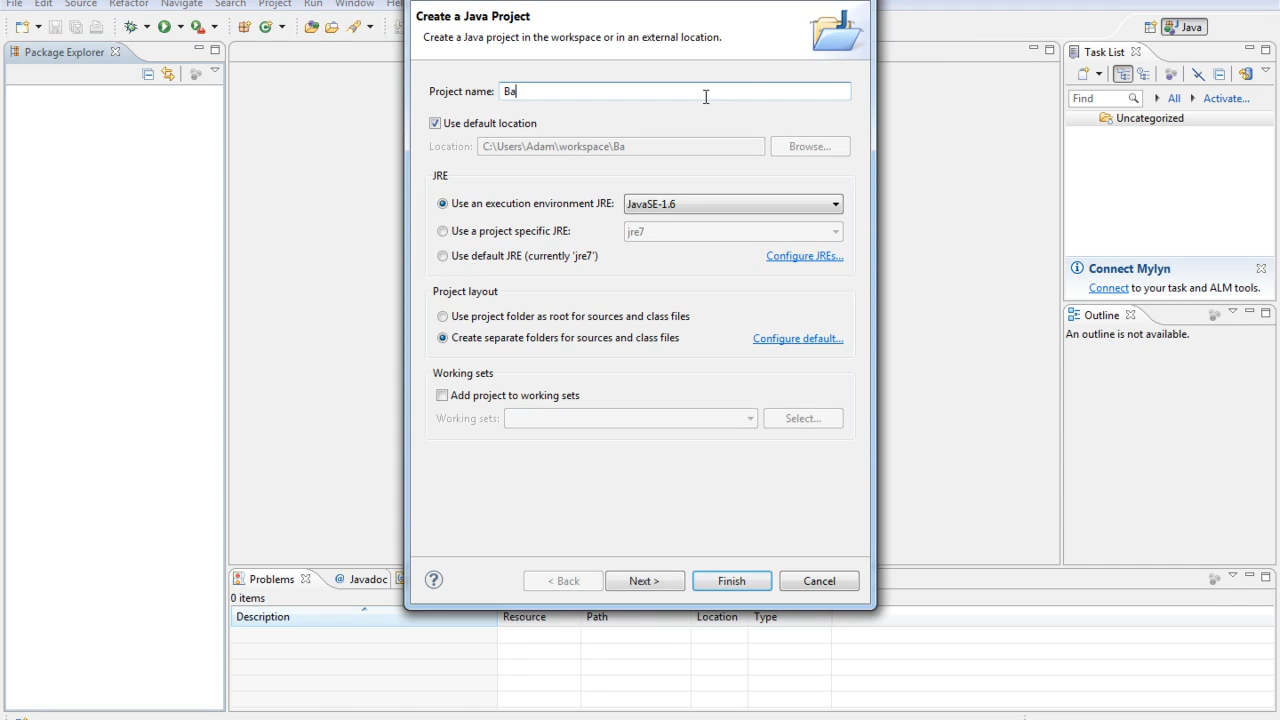 File Edit Source Refactor Navigate Search Project Run Window
Java
Package Explorer
Create a Java Project
Create a Java project in the workspace or in an external location.
Project name: Ba
Use default location
Location: C:\Users\Adam\workspace\Ba Browse...
JRE
Use an execution environment JRE: JavaSE-1.6
Use a project specific JRE: jre7
Use default JRE (currently 'jre7') Configure JREs...
Project layout
Use project folder as root for sources and class files
Create separate folders for sources and class files Configure default...
Working sets
Add project to working sets
Working sets: Select...
? < Back Next > Finish Cancel
Task List
Find All Activate...
Uncategorized
Connect Mylyn
Connect to your task and ALM tools.
Outline
An outline is not available.
Problems @ Javadoc
0 items
Description Resource Path Location Type